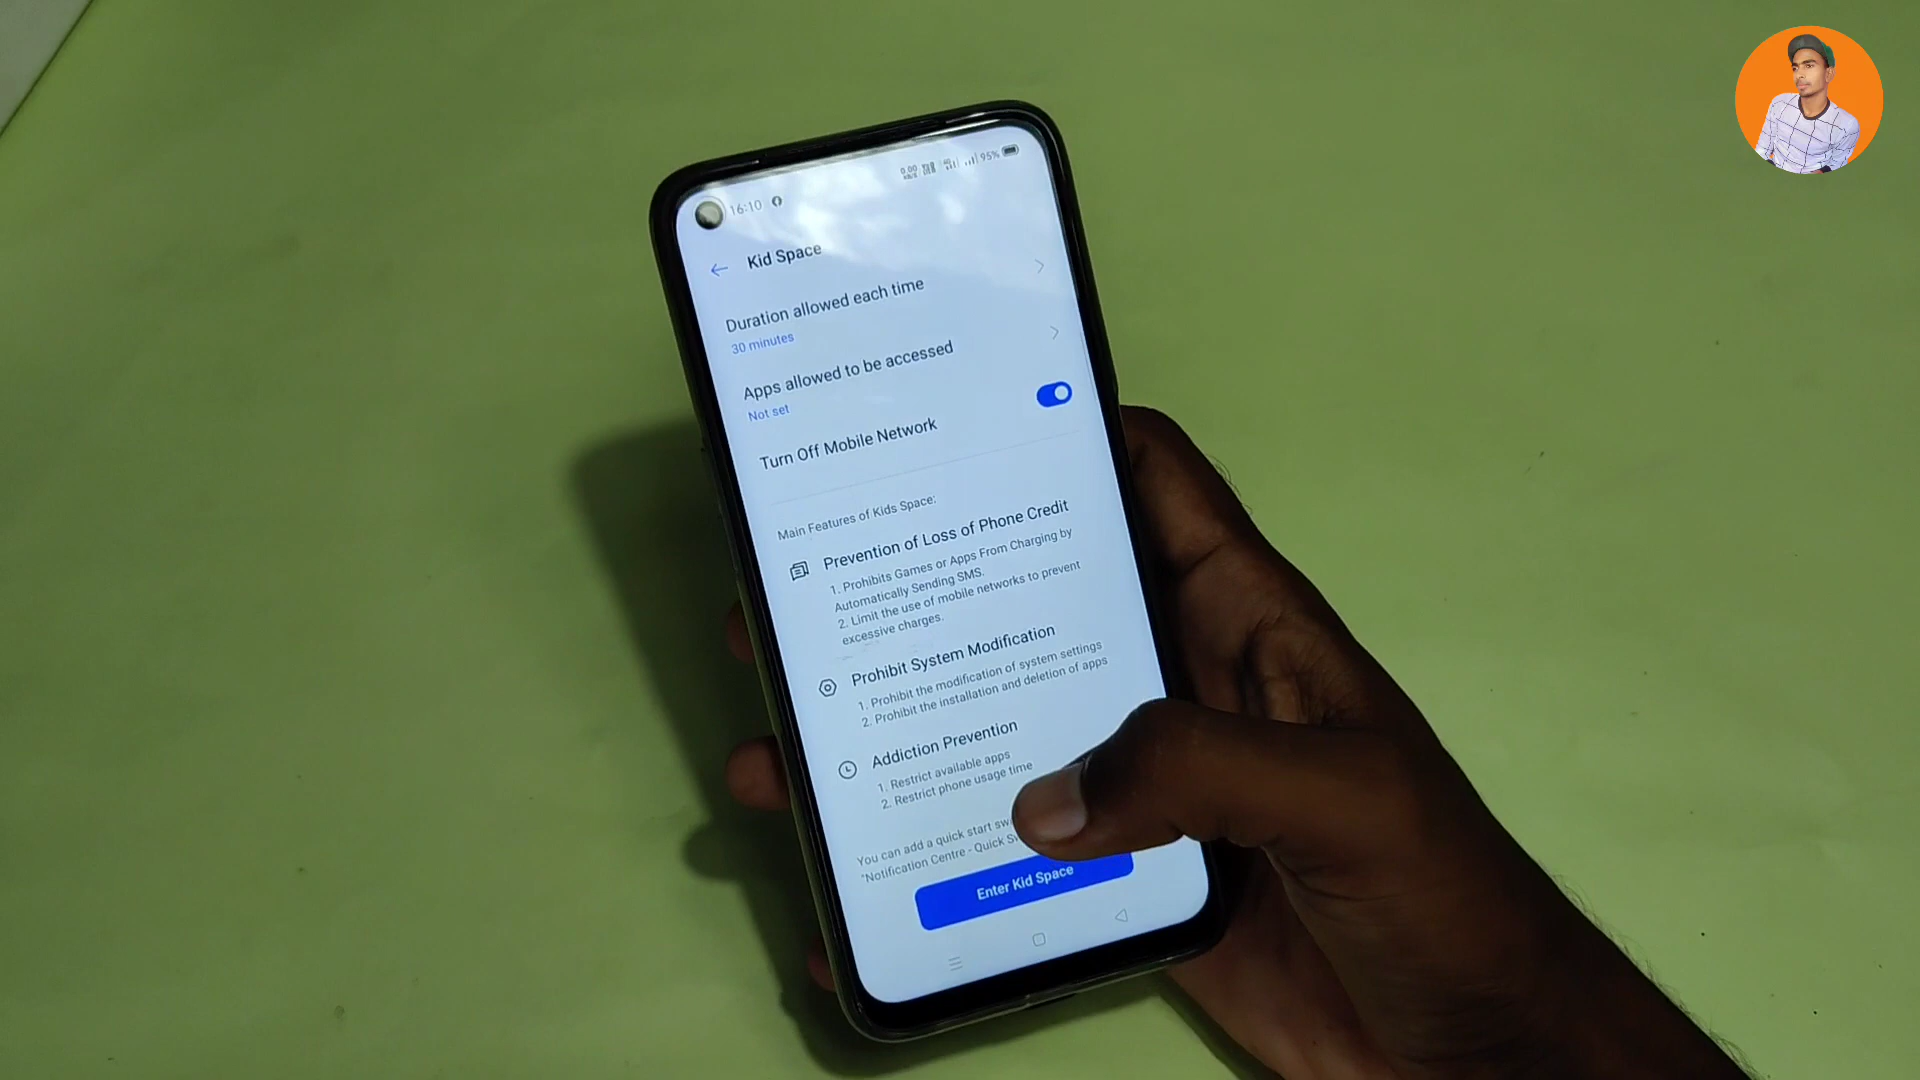 16:10
0.00
KB/S
4G
95%
Kid Space
Duration allowed each time
30 minutes
Apps allowed to be accessed
Not set
Turn Off Mobile Network
Main Features of Kids Space:
Prevention of Loss of Phone Credit
1. Prohibits Games or Apps From Charging by
Automatically Sending SMS.
2. Limit the use of mobile networks to prevent
excessive charges.
Prohibit System Modification
1. Prohibit the modification of system settings
2. Prohibit the installation and deletion of apps
Addiction Prevention
1. Restrict available apps
2. Restrict phone usage time
You can add a quick start
"Notification Centre - Quick
Enter Kid Space